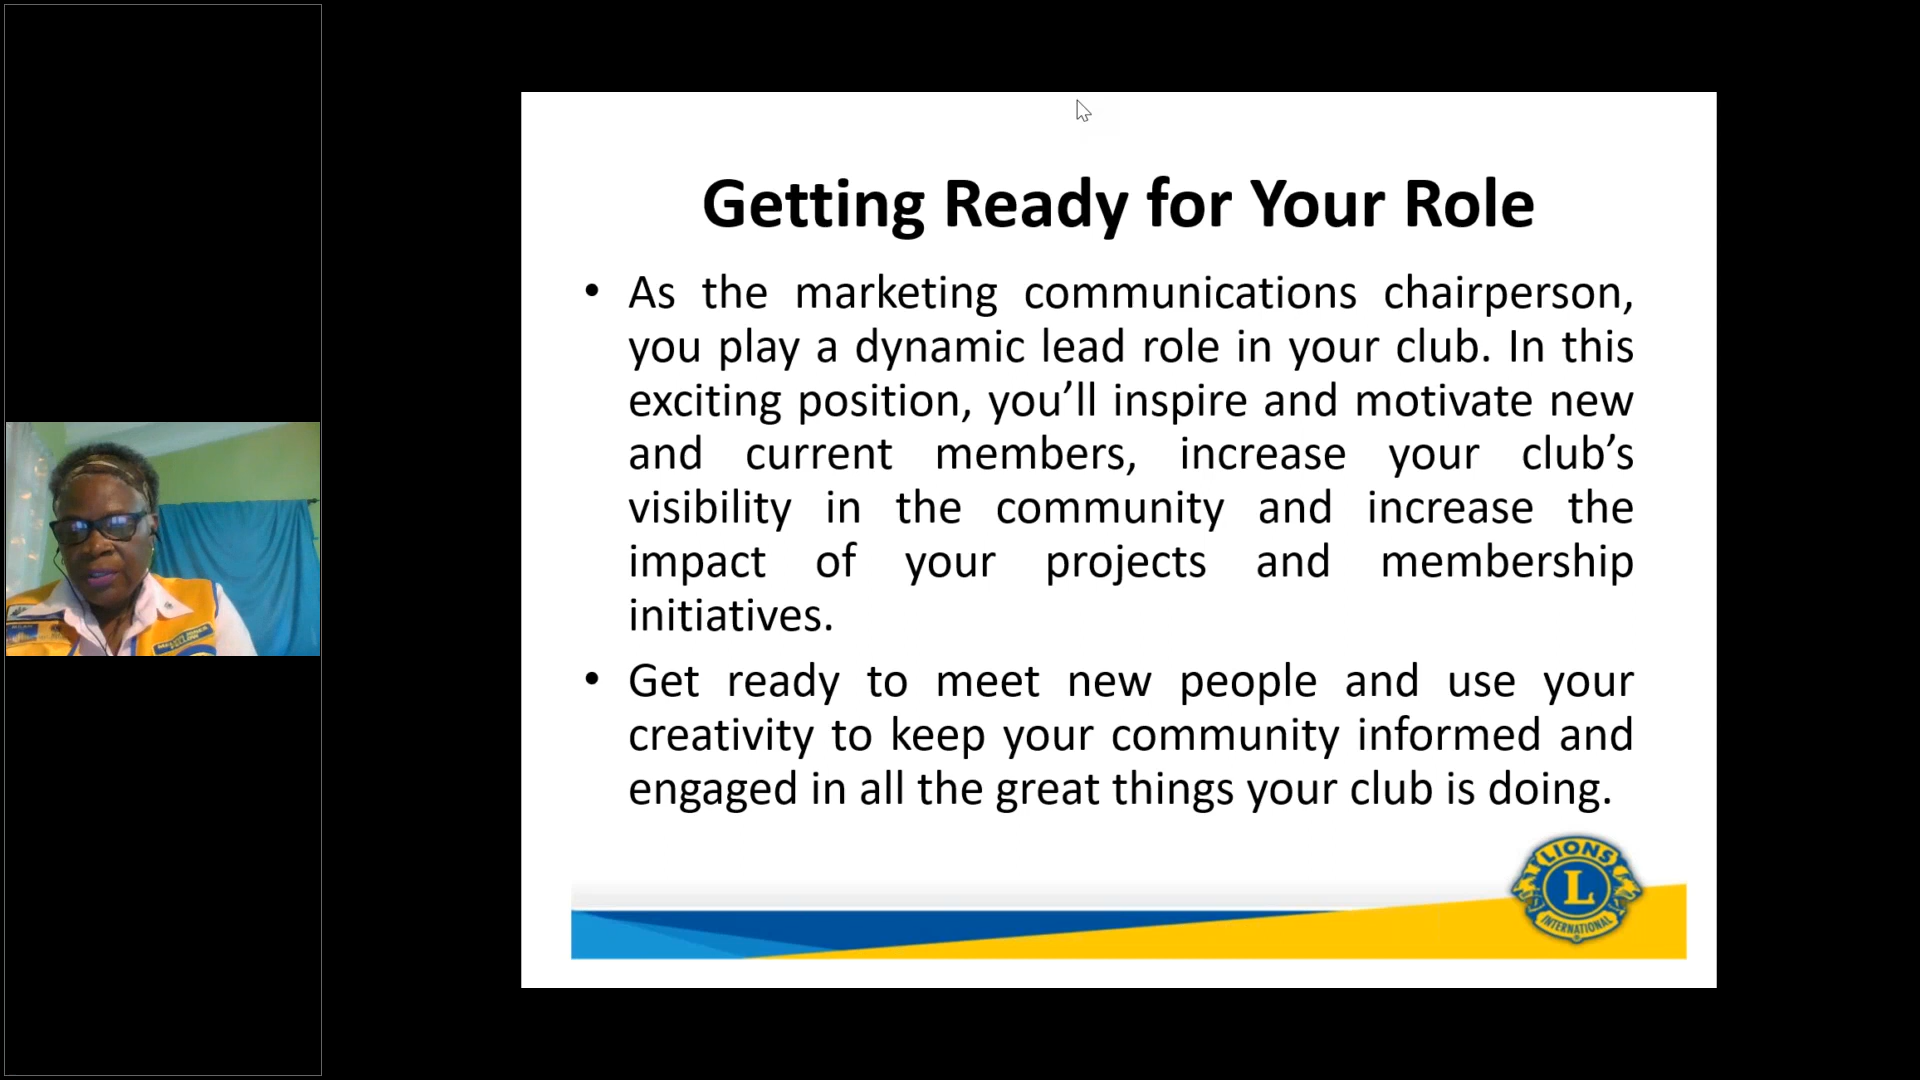 Getting Ready for Your Role
• As the marketing communications chairperson,
you play a dynamic lead role in your club. In this
exciting position, you’ll inspire and motivate new
and current members, increase your club’s
visibility in the community and increase the
impact of your projects and membership
initiatives.
• Get ready to meet new people and use your
creativity to keep your community informed and
engaged in all the great things your club is doing.
LIONS
L
INTERNATIONAL